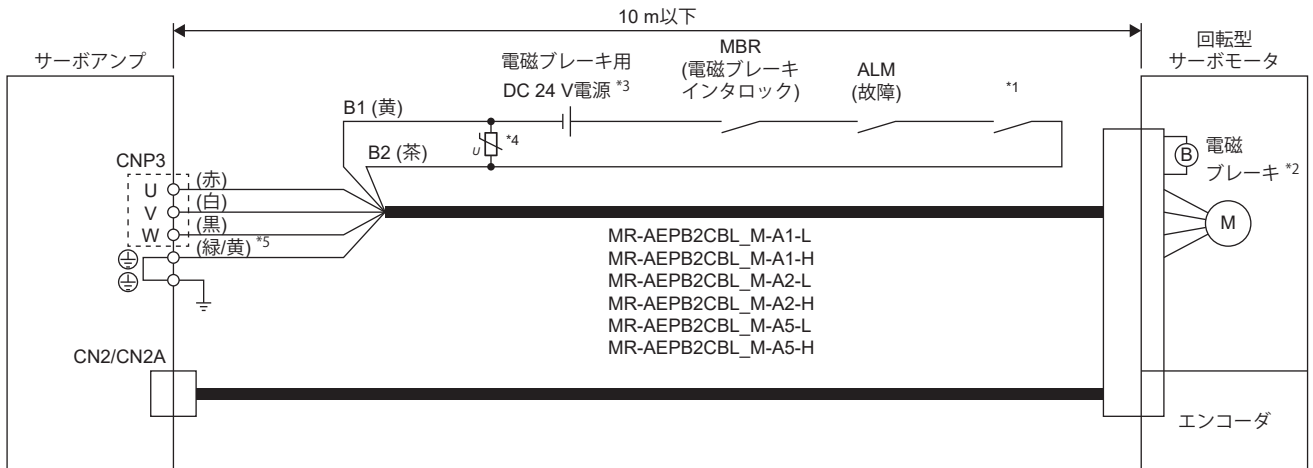 10 m以下
サーボアンプ
電磁ブレーキ用
DC 24 V電源 *3
MBR
(電磁ブレーキ
インタロック)
ALM
(故障)
*1
回転型
サーボモータ
B1 (黄)
U
*4
B2 (茶)
B
電磁
ブレーキ *2
CNP3
U
(赤)
V
(白)
W
(黒)
(緑/黄) *5
M
MR-AEPB2CBL_M-A1-L
MR-AEPB2CBL_M-A1-H
MR-AEPB2CBL_M-A2-L
MR-AEPB2CBL_M-A2-H
MR-AEPB2CBL_M-A5-L
MR-AEPB2CBL_M-A5-H
CN2/CN2A
エンコーダ